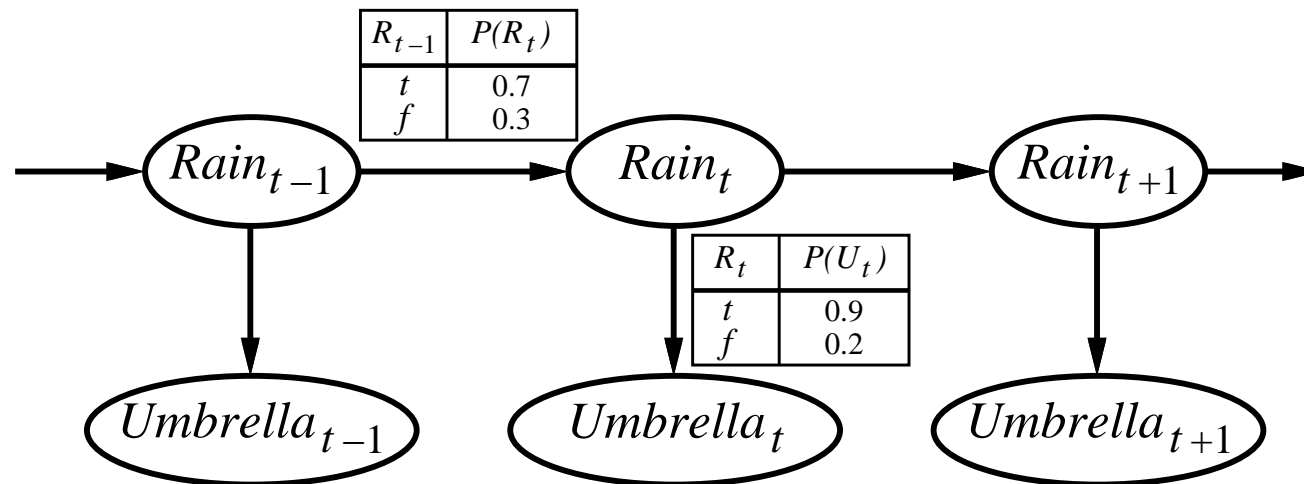 R_{t-1} P(R_t)
t 0.7
f 0.3
Rain_{t-1} Rain_t Rain_{t+1}
R_t P(U_t)
t 0.9
f 0.2
Umbrella_{t-1} Umbrella_t Umbrella_{t+1}